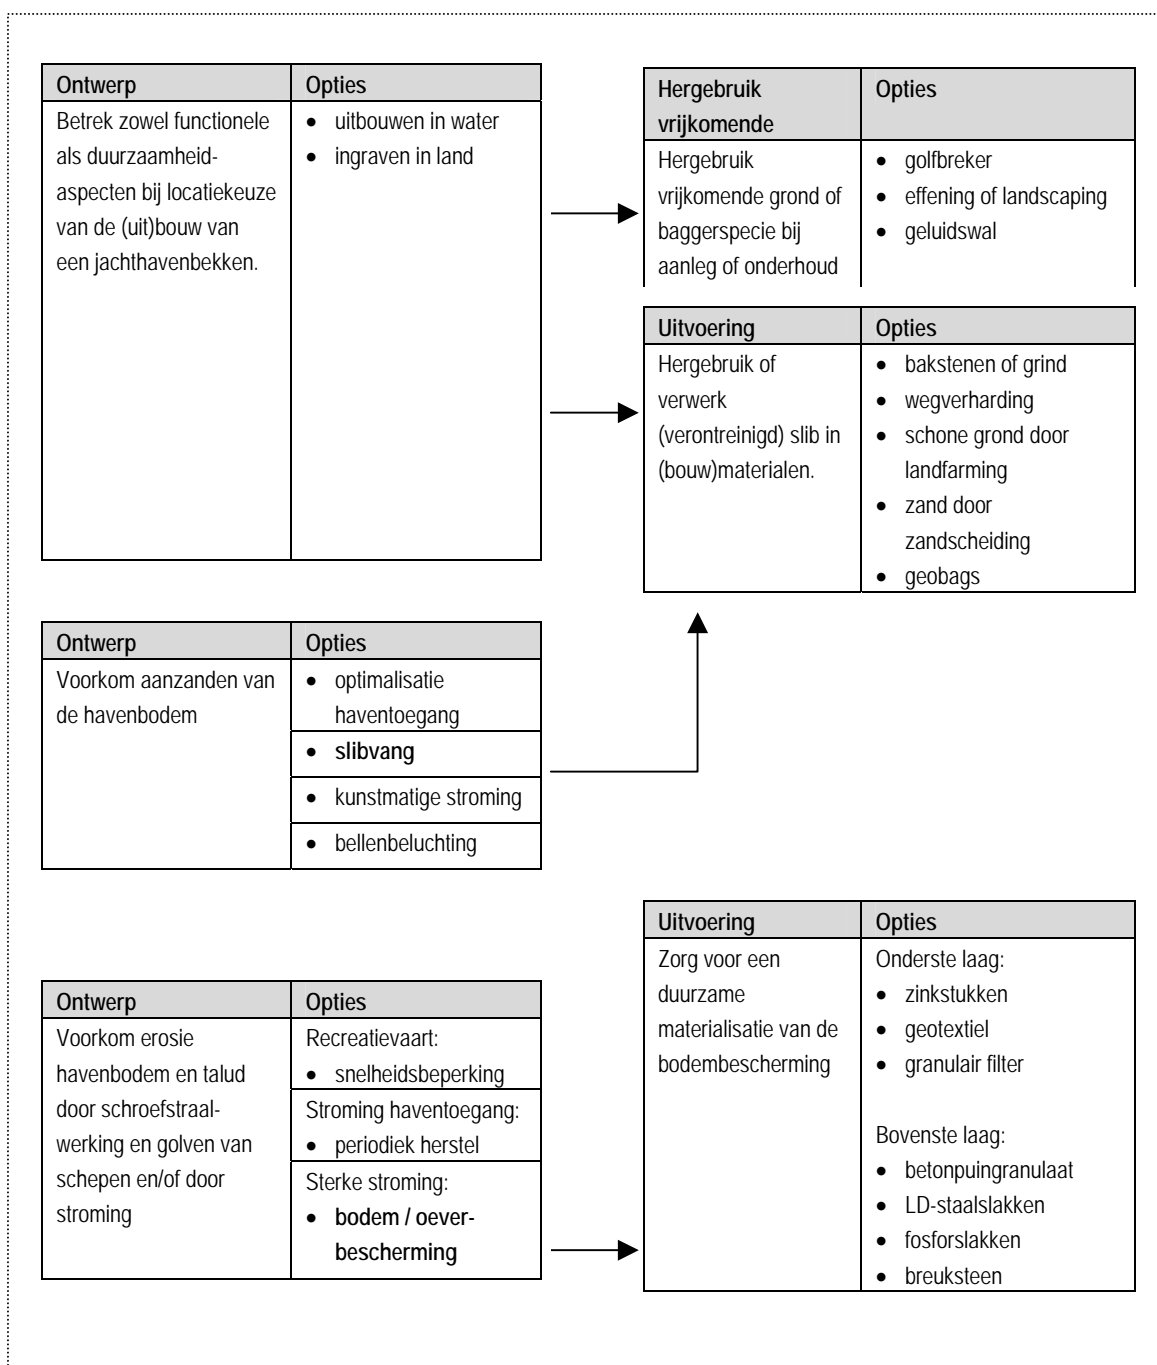 Ontwerp
Opties
Betrek zowel functionele
als duurzaamheid-
aspecten bij locatiekeuze
van de (uit)bouw van
een jachthavenbekken.
• uitbouwen in water
• ingraven in land
Hergebruik
vrijkomende
Opties
Hergebruik
vrijkomende grond of
baggerspecie bij
aanleg of onderhoud
• golfbreker
• effening of landscaping
• geluidswal
Uitvoering
Opties
Hergebruik of
verwerk
(verontreinigd) slib in
(bouw)materialen.
• bakstenen of grind
• wegverharding
• schone grond door
landfarming
• zand door
zandscheiding
• geobags
Ontwerp
Opties
Voorkom aanzanden van
de havenbodem
• optimalisatie
haventoegang
• slibvang
• kunstmatige stroming
• bellenbeluchting
Ontwerp
Opties
Voorkom erosie
havenbodem en talud
door schroefstraal-
werking en golven van
schepen en/of door
stroming
Recreatievaart:
• snelheidsbeperking
Stroming haventoegang:
• periodiek herstel
Sterke stroming:
• bodem / oever-
bescherming
Uitvoering
Opties
Zorg voor een
duurzame
materialisatie van de
bodembescherming
Onderste laag:
• zinkstukken
• geotextiel
• granulair filter
Bovenste laag:
• betonpuingranulaat
• LD-staalslakken
• fosforslakken
• breuksteen